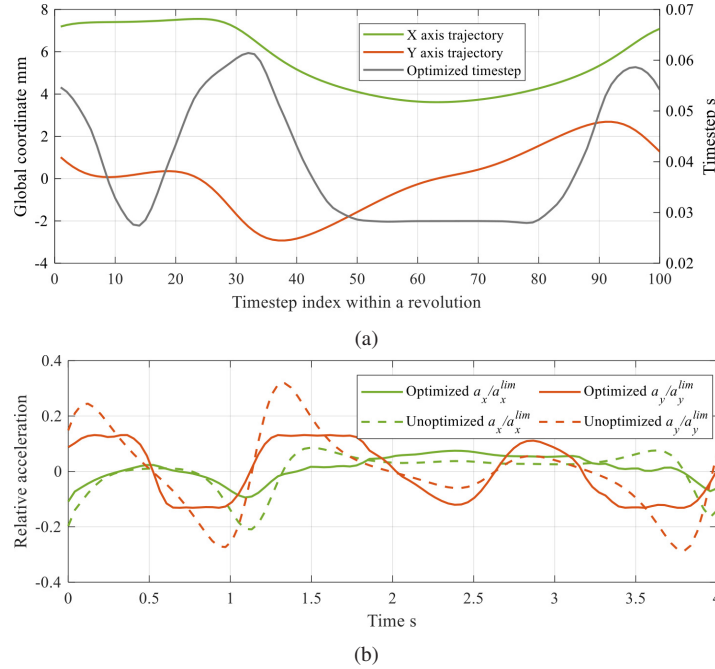 8
6
4
2
0
-2
-4
0.07
0.06
0.05
0.04
0.03
0.02
Global coordinate mm
Timestep s
X axis trajectory
Y axis trajectory
Optimized timestep
0 10 20 30 40 50 60 70 80 90 100
Timestep index within a revolution
(a)
0.4
0.2
0
-0.2
-0.4
Relative acceleration
Optimized a_x/a_x^lim
Optimized a_y/a_y^lim
Unoptimized a_x/a_x^lim
Unoptimized a_y/a_y^lim
0 0.5 1 1.5 2 2.5 3 3.5 4
Time s
(b)